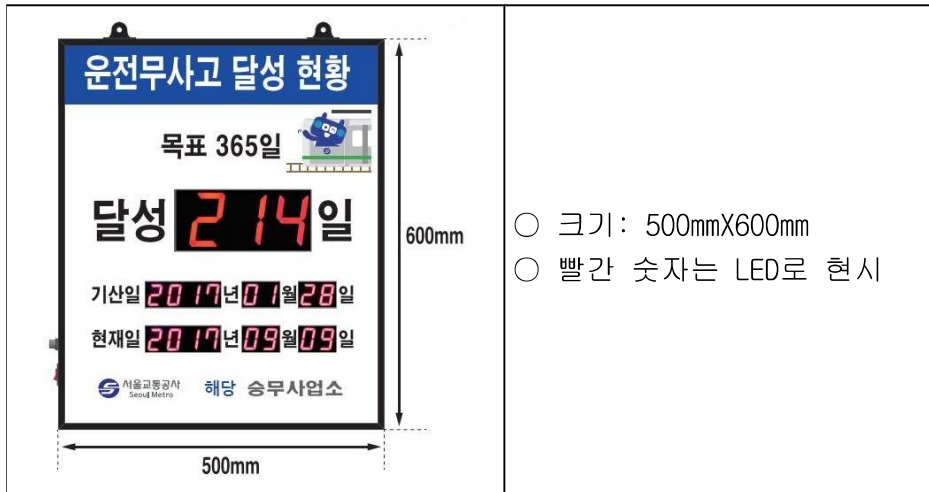 운전무사고 달성 현황
목표 365일
달성 214일
기산일 2017년01월28일
현재일 2017년09월09일
서울교통공사
Seoul Metro
해당 승무사업소
600mm
500mm
○ 크기: 500mmX600mm
○ 빨간 숫자는 LED로 현시